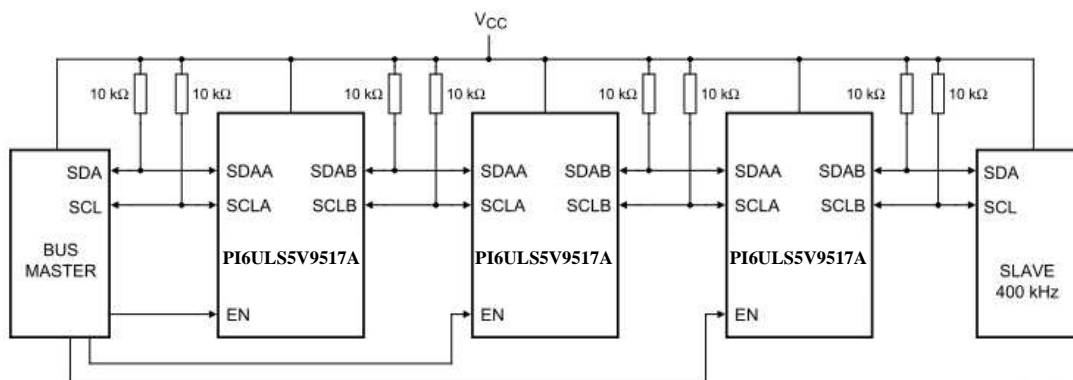 VCC
10 kΩ 10 kΩ 10 kΩ 10 kΩ 10 kΩ 10 kΩ 10 kΩ 10 kΩ
SDA SDAA SDAB SDAA SDAB SDAA SDAB SDA
SCL SCLA SCLB SCLA SCLB SCLA SCLB SCL
BUS
MASTER
PI6ULS5V9517A PI6ULS5V9517A PI6ULS5V9517A
SLAVE
400 kHz
EN EN EN